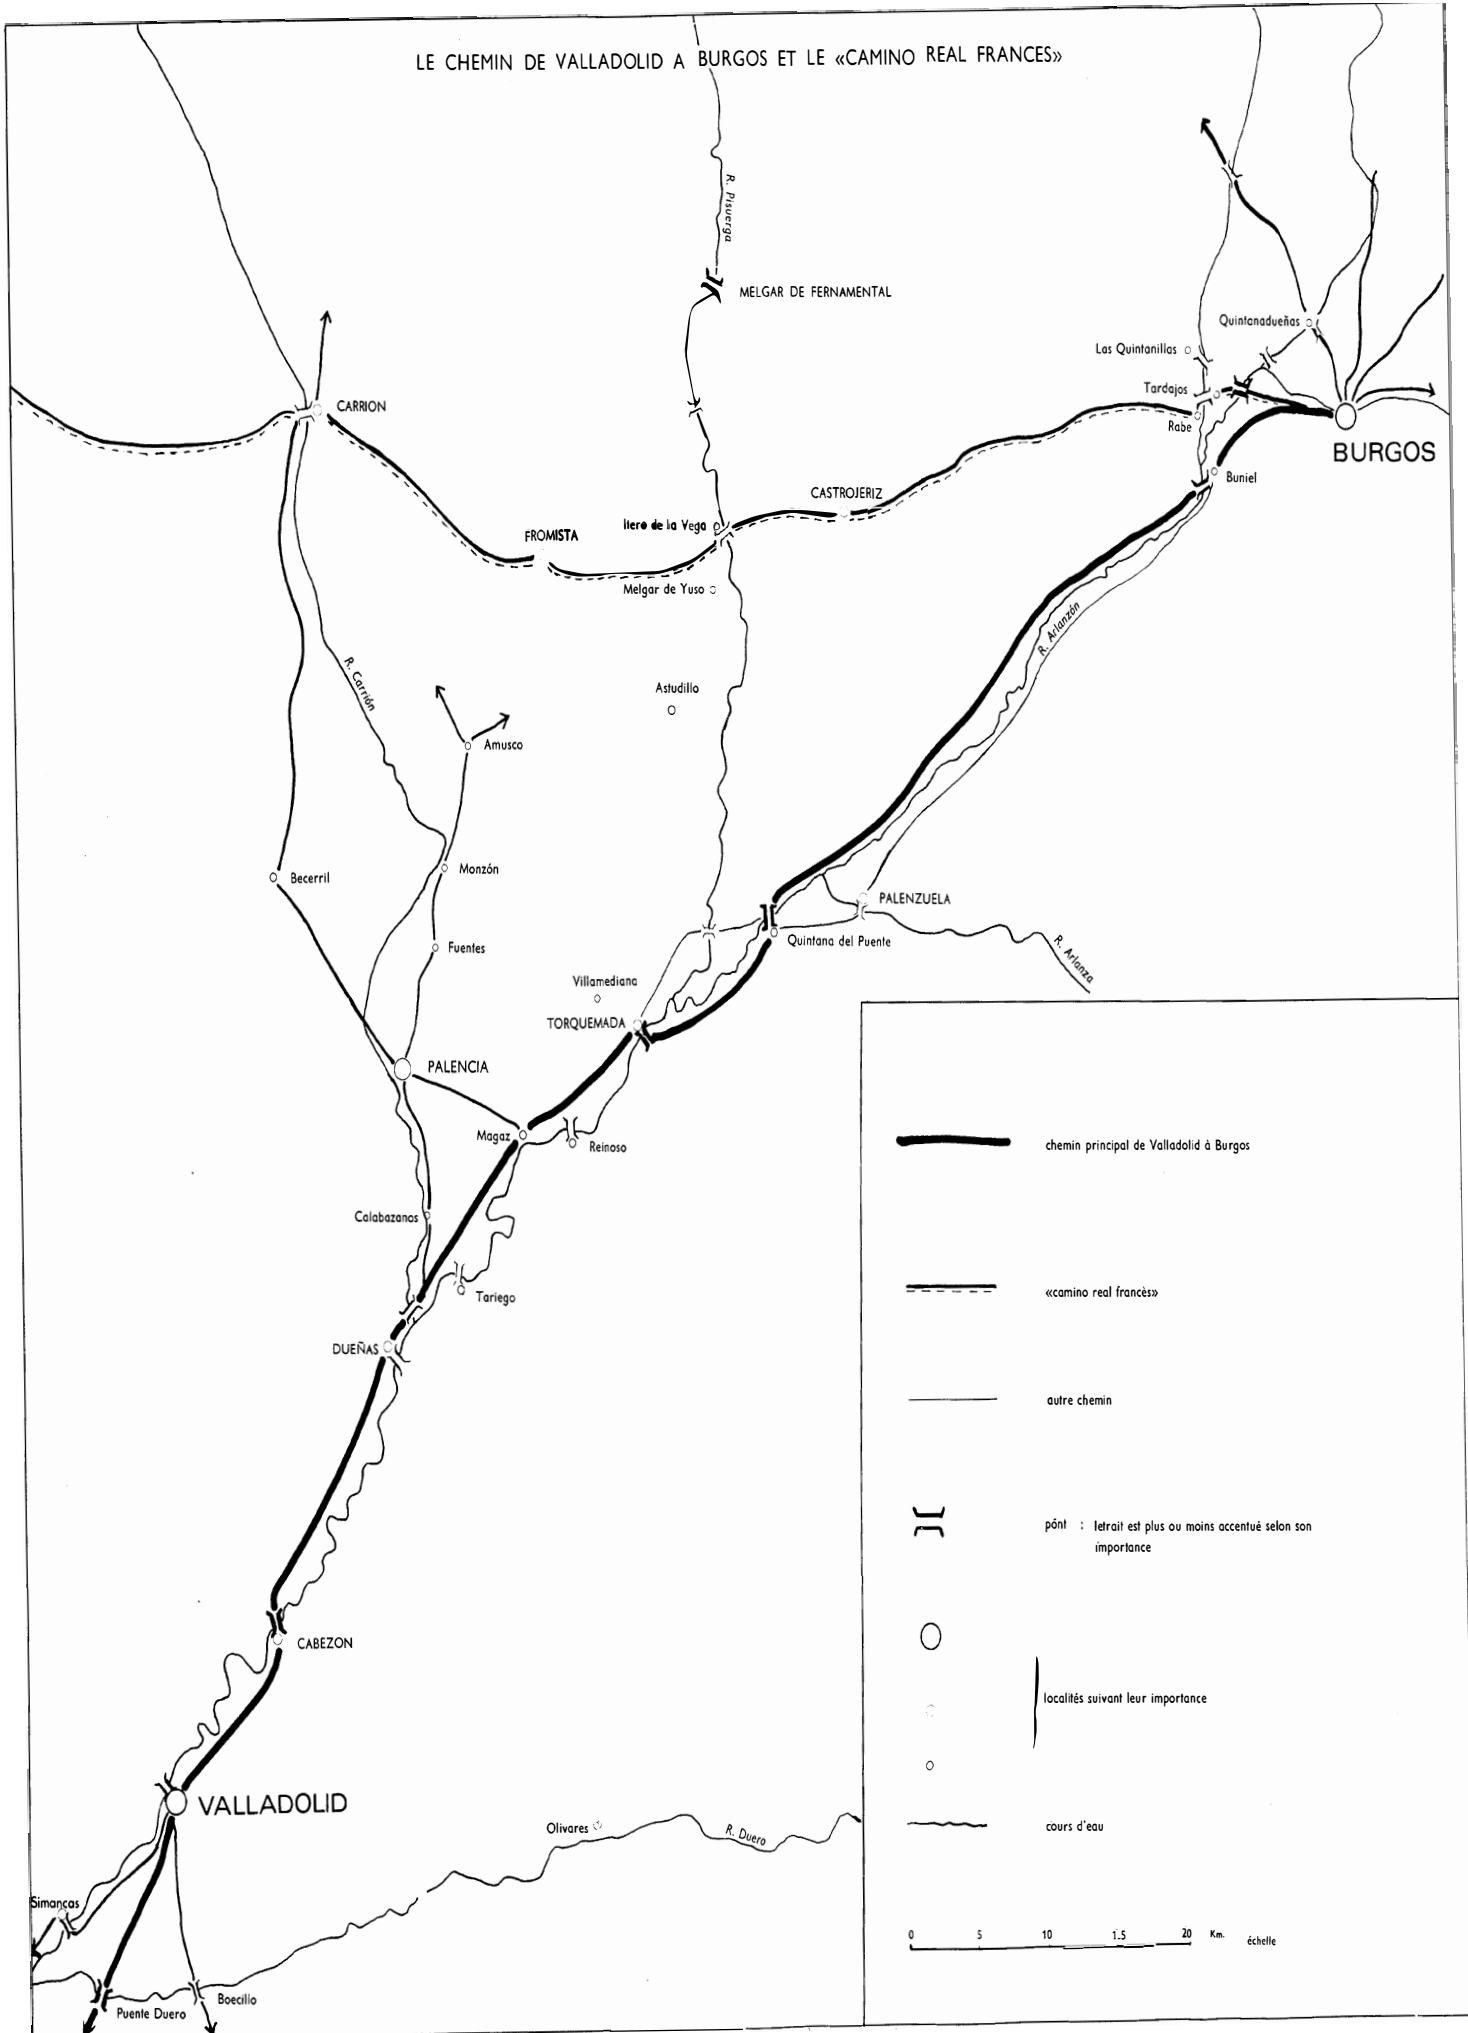 LE CHEMIN DE VALLADOLID A BURGOS ET LE «CAMINO REAL FRANCES»
R. Pisuerga
MELGAR DE FERNAMENTAL
Quintanadueñas
Las Quintanillas
Tardajos
Rabe
BURGOS
Buniel
CARRION
CASTROJERIZ
Itero de la Vega
FROMISTA
Melgar de Yuso
R. Arlanzón
R. Carrión
Astudillo
Amusco
Monzón
Becerril
PALENZUELA
Fuentes
Quintana del Puente
R. Arlanza
Villamediana
TORQUEMADA
PALENCIA
Magaz
Reinoso
Calabazanos
Tariego
DUEÑAS
CABEZON
VALLADOLID
Olivares
R. Duero
Simancas
Puente Duero
Boecillo
chemin principal de Valladolid à Burgos
«camino real francès»
autre chemin
pónt : letrait est plus ou moins accentué selon son
importance
localités suivant leur importance
cours d'eau
0 5 10 1.5 20 Km.
échelle